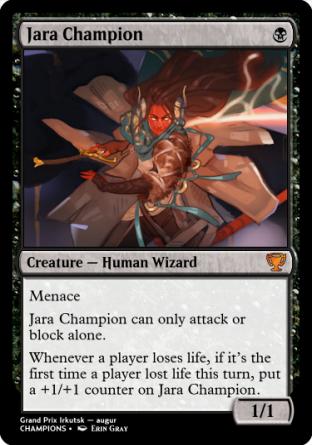 Jara Champion
Creature — Human Wizard
Menace
Jara Champion can only attack or
block alone.
Whenever a player loses life, if it's the
first time a player lost life this turn, put
a +1/+1 counter on Jara Champion.
1/1
Grand Prix Irkutsk — augur
CHAMPIONS • Erin Gray